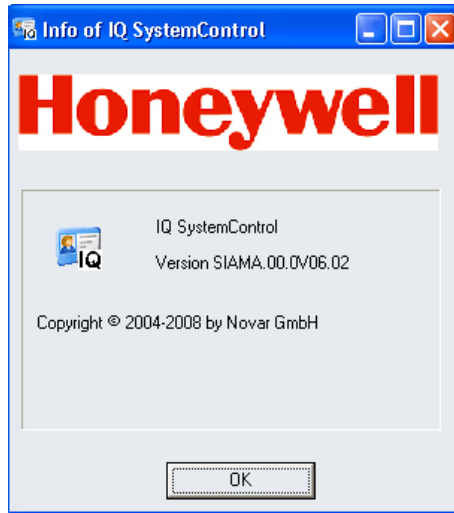 Info of IQ SystemControl
Honeywell
IQ
IQ SystemControl
Version SIAMA.00.0V06.02
Copyright © 2004-2008 by Novar GmbH
OK